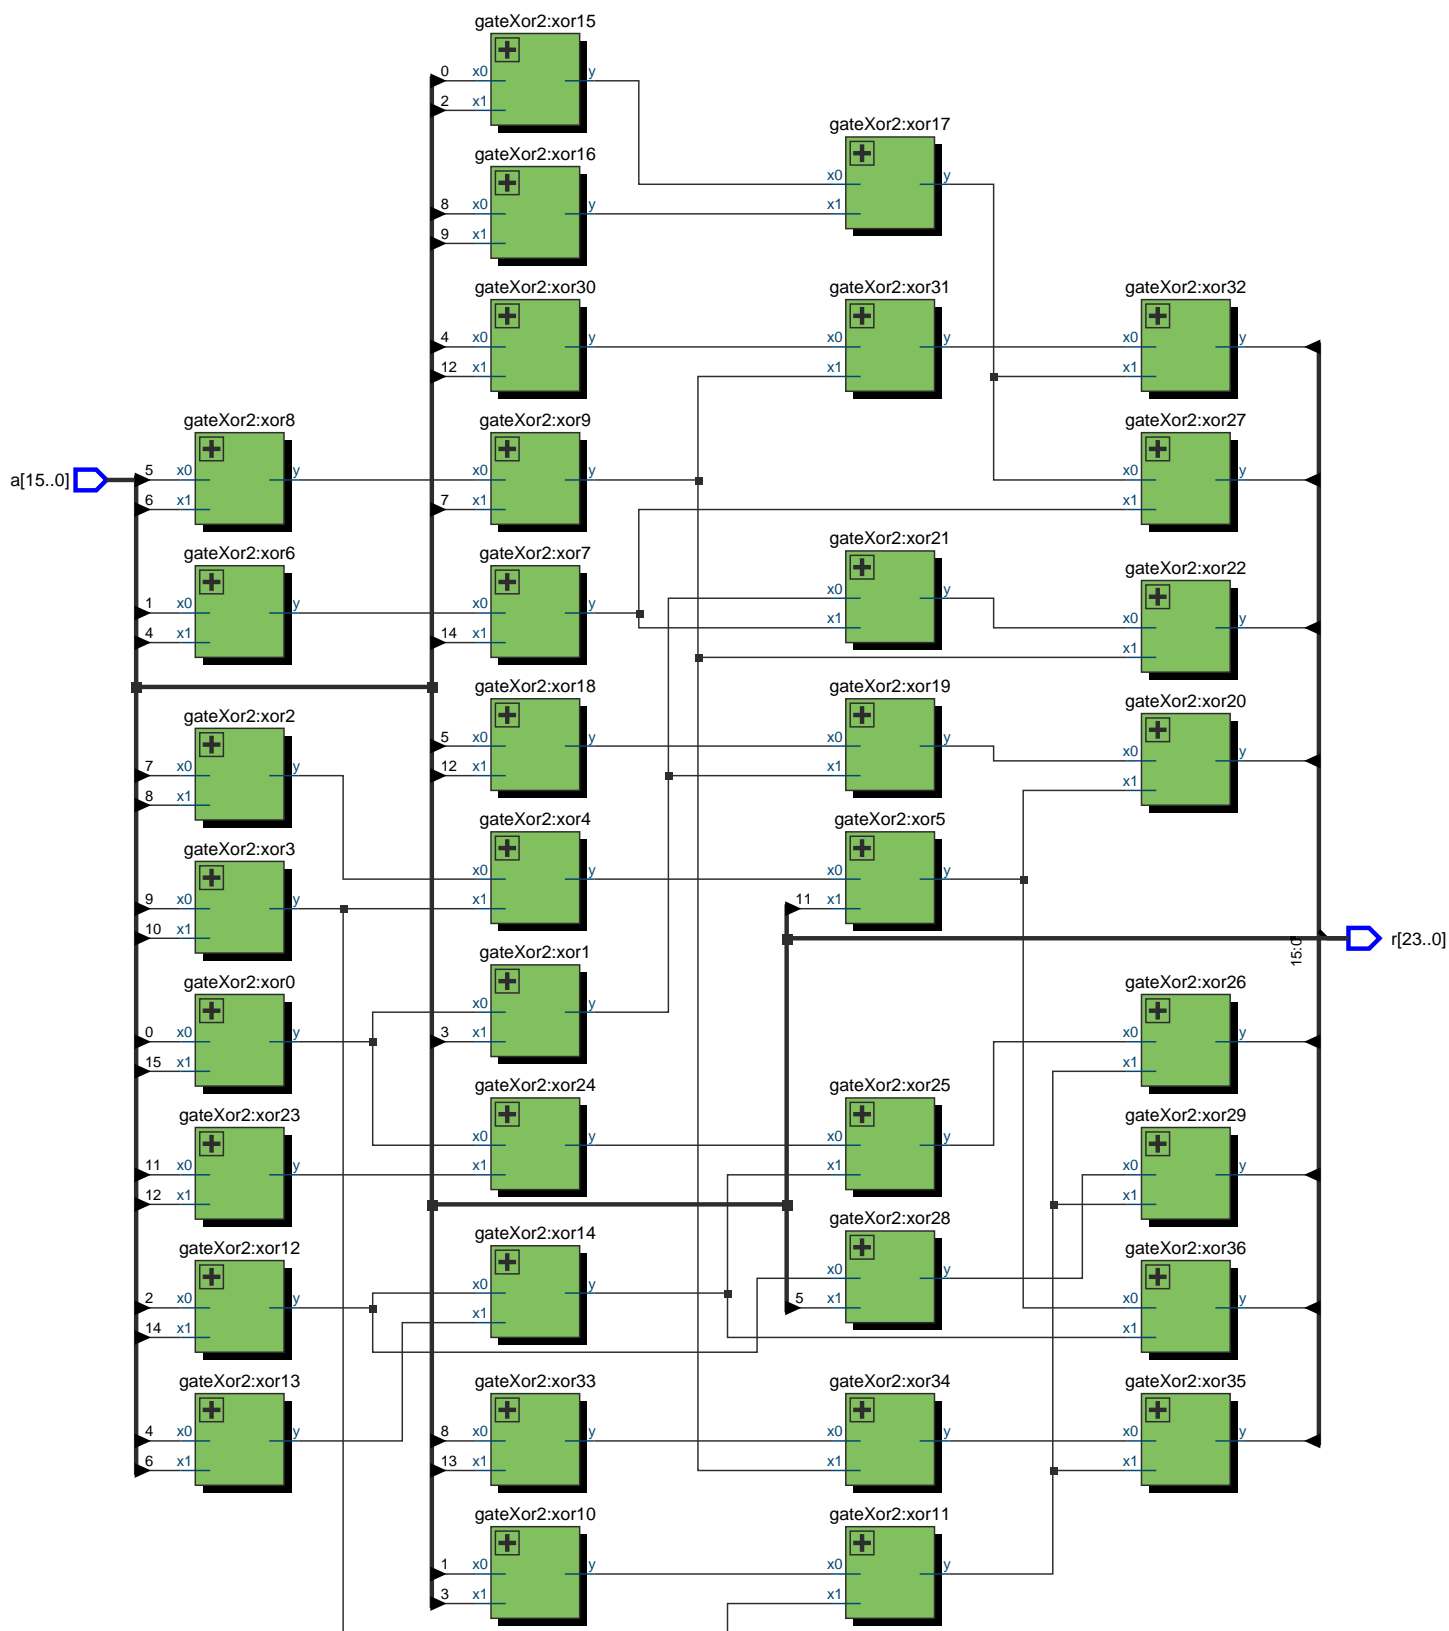 gateXor2:xor15
0 x0 y
2 x1
gateXor2:xor17
x0 y
x1
gateXor2:xor16
8 x0 y
9 x1
gateXor2:xor30
4 x0 y
12 x1
gateXor2:xor31
x0 y
x1
gateXor2:xor32
x0 y
x1
gateXor2:xor8
5 x0 y
6 x1
a[15..0]
gateXor2:xor9
x0 y
7 x1
gateXor2:xor27
x0 y
x1
gateXor2:xor6
1 x0 y
4 x1
gateXor2:xor7
x0 y
14 x1
gateXor2:xor21
x0 y
x1
gateXor2:xor22
x0 y
x1
gateXor2:xor2
7 x0 y
8 x1
gateXor2:xor18
5 x0 y
12 x1
gateXor2:xor19
x0 y
x1
gateXor2:xor20
x0 y
x1
gateXor2:xor3
9 x0 y
10 x1
gateXor2:xor4
x0 y
x1
gateXor2:xor5
x0 y
11 x1
15:0
r[23..0]
gateXor2:xor0
0 x0 y
15 x1
gateXor2:xor1
x0 y
3 x1
gateXor2:xor26
x0 y
x1
gateXor2:xor23
11 x0 y
12 x1
gateXor2:xor24
x0 y
x1
gateXor2:xor25
x0 y
x1
gateXor2:xor29
x0 y
x1
gateXor2:xor12
2 x0 y
14 x1
gateXor2:xor14
x0 y
x1
gateXor2:xor28
x0 y
5 x1
gateXor2:xor36
x0 y
x1
gateXor2:xor13
4 x0 y
6 x1
gateXor2:xor33
8 x0 y
13 x1
gateXor2:xor34
x0 y
x1
gateXor2:xor35
x0 y
x1
gateXor2:xor10
1 x0 y
3 x1
gateXor2:xor11
x0 y
x1